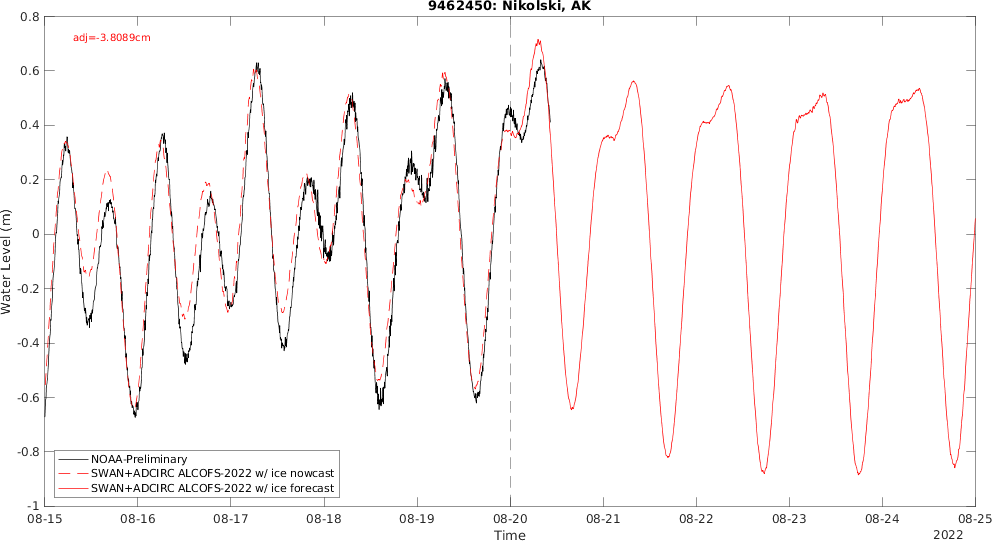 9462450: Nikolski, AK
adj=-3.8089cm
0.8
0.6
0.4
0.2
0
-0.2
-0.4
-0.6
-0.8
-1
Water Level (m)
NOAA-Preliminary
SWAN+ADCIRC ALCOFS-2022 w/ ice nowcast
SWAN+ADCIRC ALCOFS-2022 w/ ice forecast
08-15 08-16 08-17 08-18 08-19 08-20 08-21 08-22 08-23 08-24 08-25
Time
2022